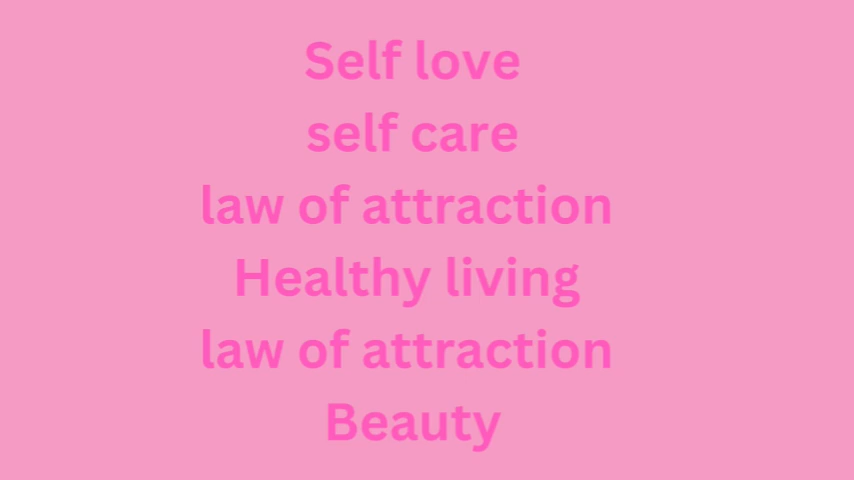 Self love
self care
law of attraction
Healthy living
law of attraction
Beauty